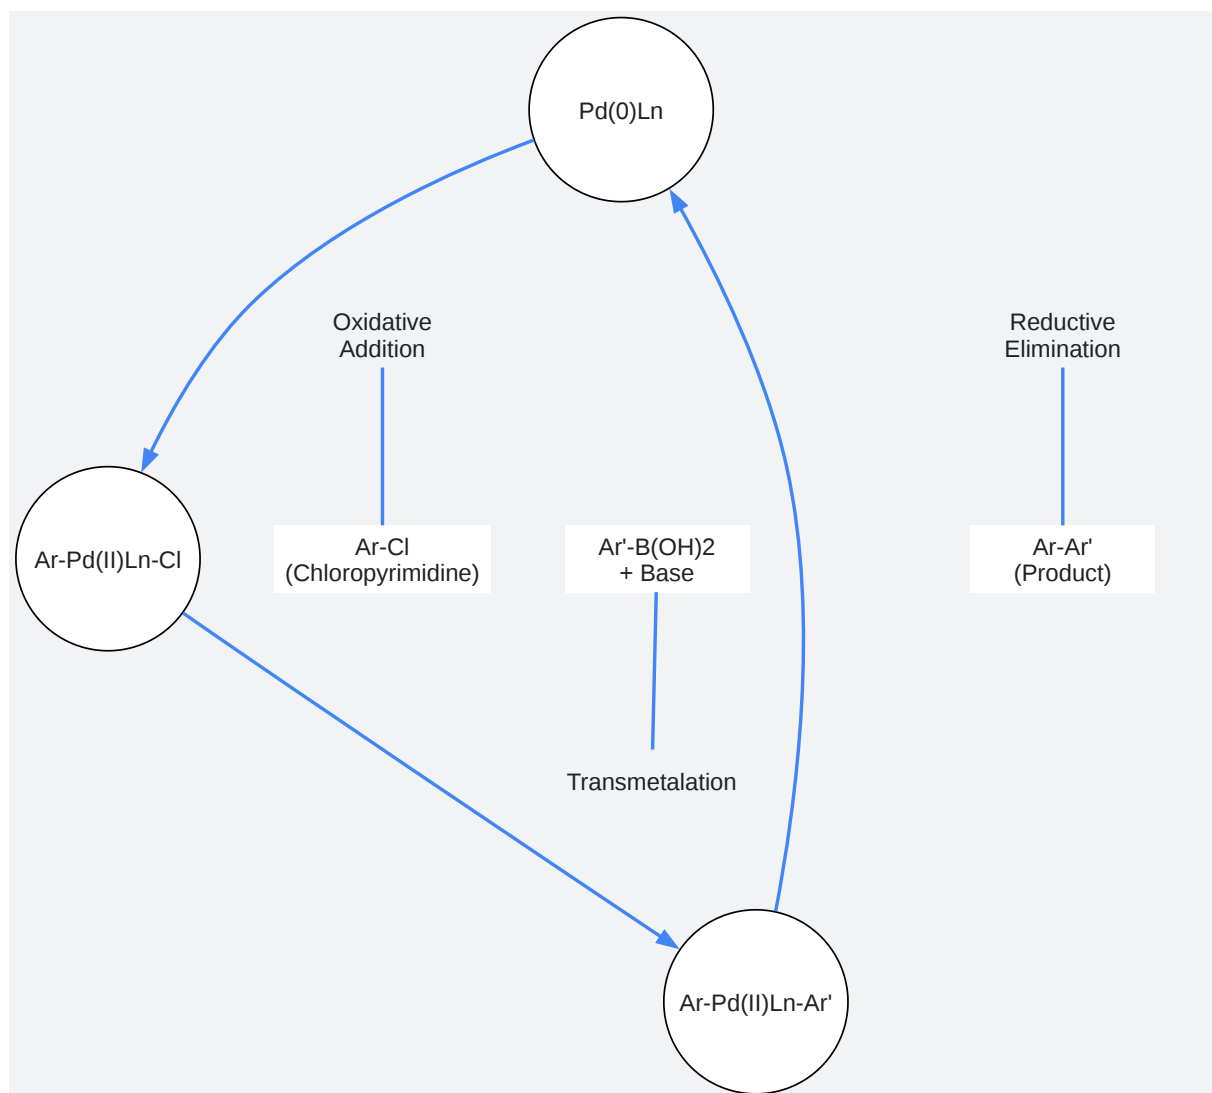 Pd(0)Ln
Oxidative
Addition
Reductive
Elimination
Ar-Pd(II)Ln-Cl
Ar-Cl
(Chloropyrimidine)
Ar'-B(OH)2
+ Base
Ar-Ar'
(Product)
Transmetalation
Ar-Pd(II)Ln-Ar'